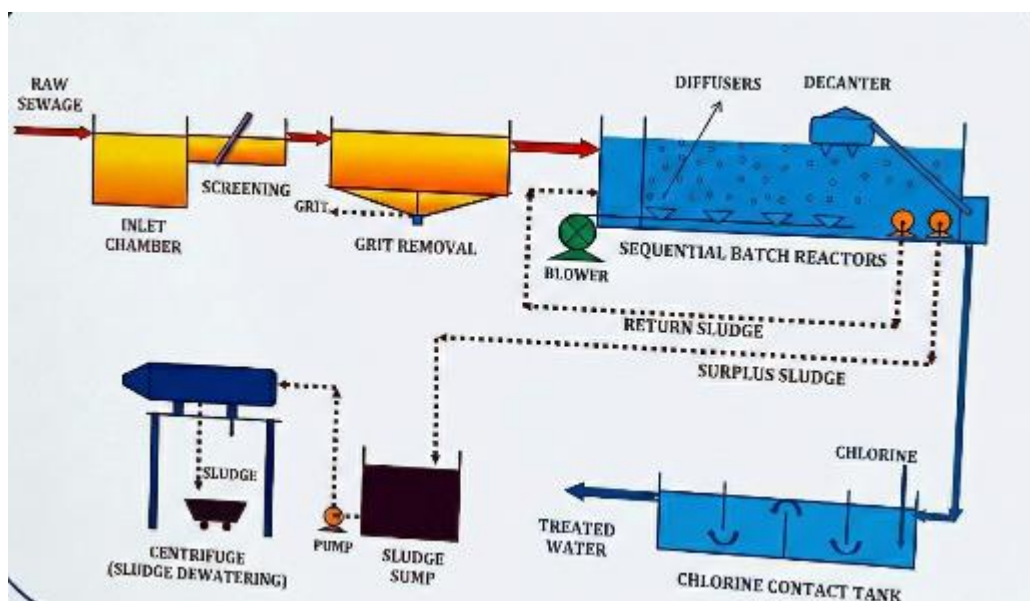 RAW
SEWAGE
DIFFUSERS
DECANTER
SCREENING
GRIT
INLET
CHAMBER
GRIT REMOVAL
BLOWER
SEQUENTIAL BATCH REACTORS
RETURN SLUDGE
SURPLUS SLUDGE
SLUDGE
CENTRIFUGE
(SLUDGE DEWATERING)
PUMP
SLUDGE
SUMP
CHLORINE
TREATED
WATER
CHLORINE CONTACT TANK